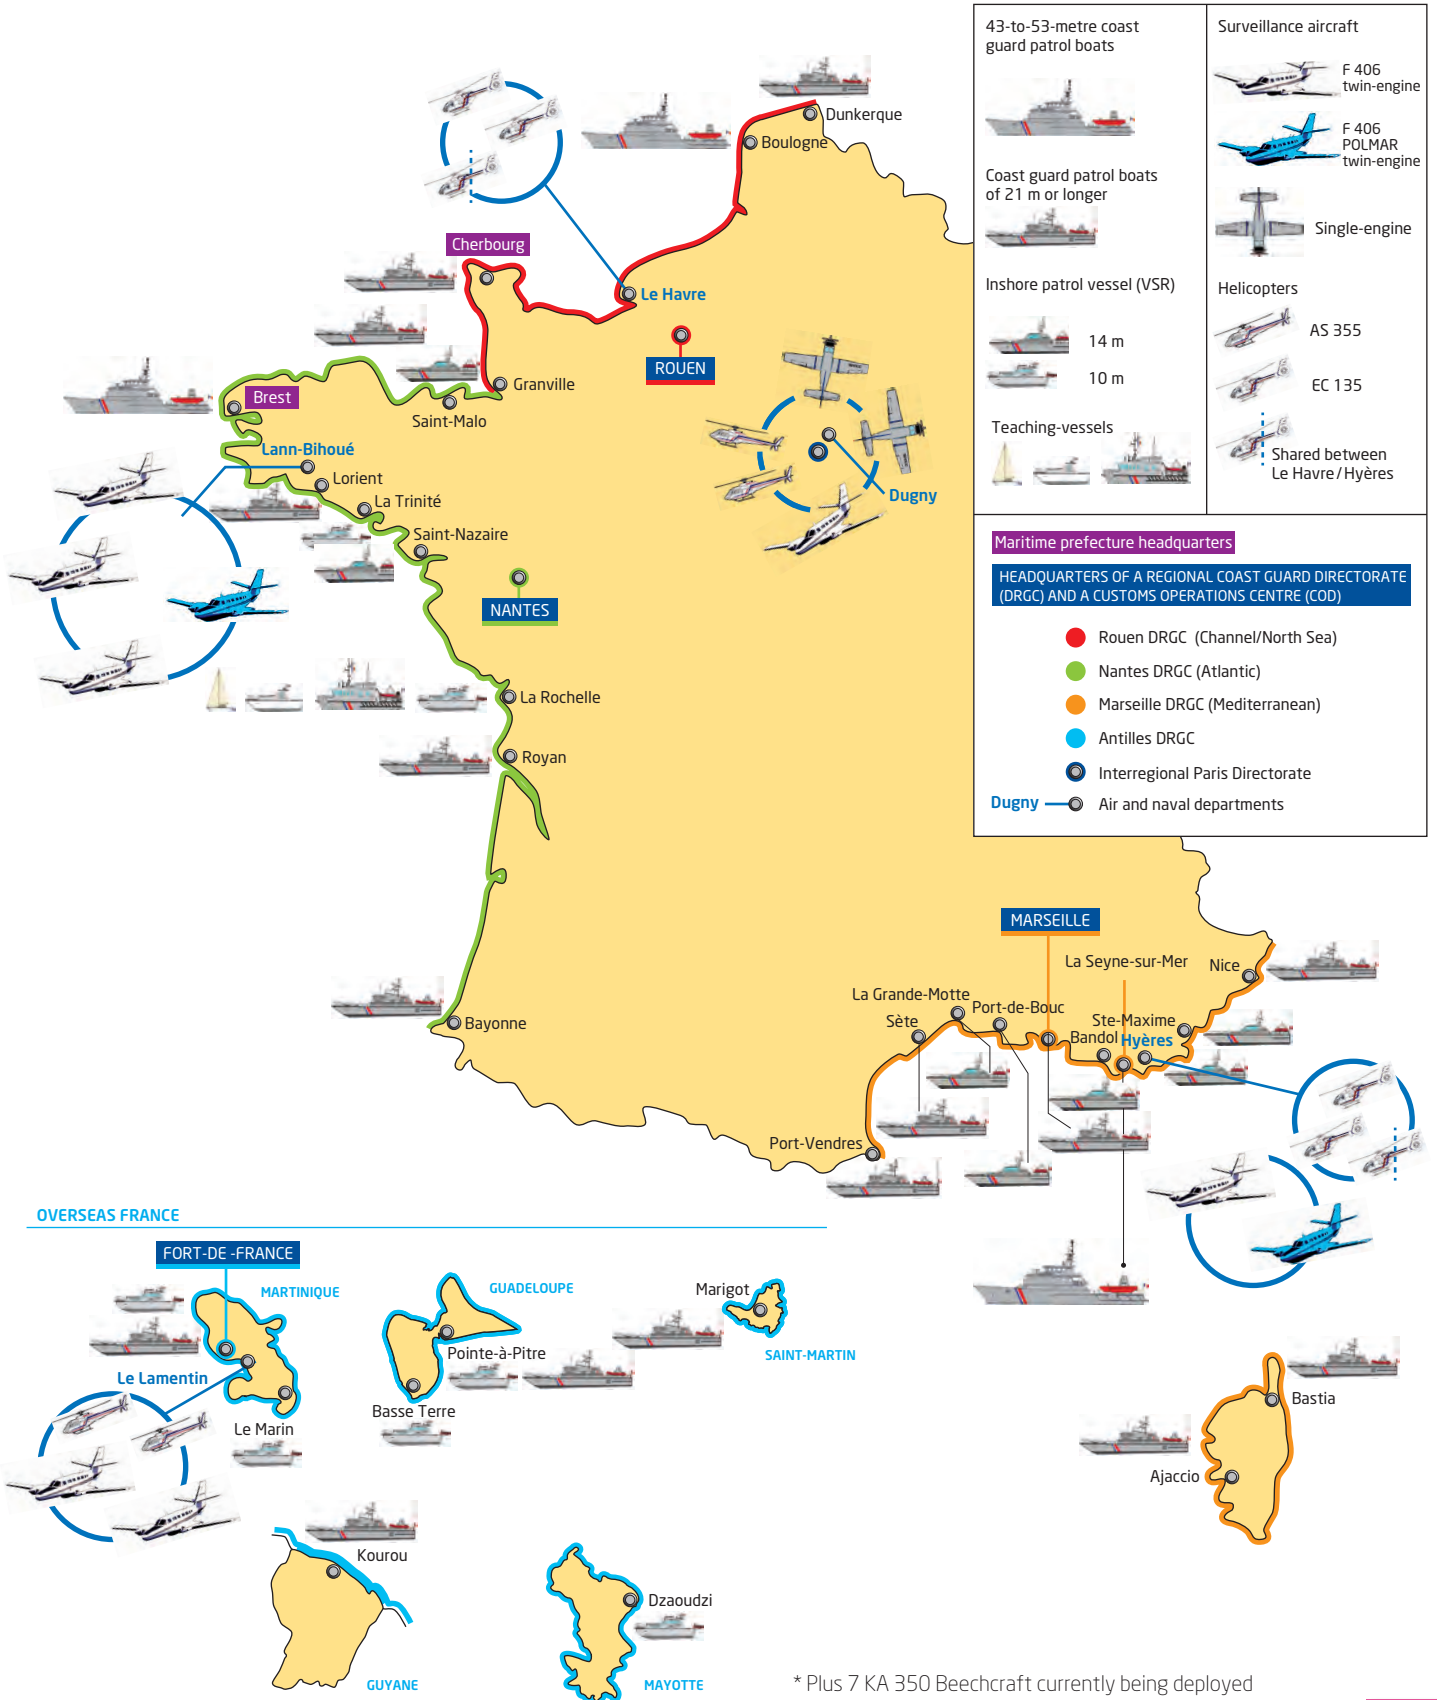 43-to-53-metre coast
guard patrol boats
Coast guard patrol boats
of 21 m or longer
Inshore patrol vessel (VSR)
14 m
10 m
Teaching-vessels
Surveillance aircraft
F 406
twin-engine
F 406
POLMAR
twin-engine
Single-engine
Helicopters
AS 355
EC 135
Shared between
Le Havre/Hyères
Maritime prefecture headquarters
HEADQUARTERS OF A REGIONAL COAST GUARD DIRECTORATE
(DRGC) AND A CUSTOMS OPERATIONS CENTRE (COD)
Rouen DRGC (Channel/North Sea)
Nantes DRGC (Atlantic)
Marseille DRGC (Mediterranean)
Antilles DRGC
Interregional Paris Directorate
Dugny
Air and naval departments
Dunkerque
Boulogne
Cherbourg
Le Havre
ROUEN
Granville
Saint-Malo
Brest
Lann-Bihoué
Lorient
La Trinité
Saint-Nazaire
Dugny
NANTES
La Rochelle
Royan
Bayonne
MARSEILLE
La Seyne-sur-Mer
Nice
La Grande-Motte
Port-de-Bouc
Sète
Ste-Maxime
Bandol
Hyères
Port-Vendres
OVERSEAS FRANCE
FORT-DE -FRANCE
MARTINIQUE
GUADELOUPE
Marigot
Pointe-à-Pitre
SAINT-MARTIN
Le Lamentin
Basse Terre
Le Marin
Bastia
Ajaccio
Kourou
Dzaoudzi
GUYANE
MAYOTTE
* Plus 7 KA 350 Beechcraft currently being deployed